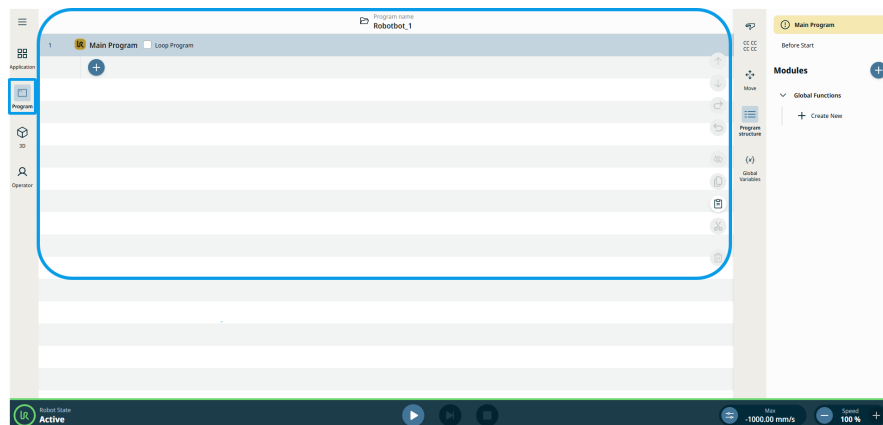 Program name
Robotbot_1
1 Main Program Loop Program
Application
Program
3D
Operator
CC CC
CC CC
Move
Program
structure
(x)
Global
Variables
Main Program
Before Start
Modules
Global Functions
Create New
Robot State
Active
Max
-1000.00 mm/s
Speed
100 %